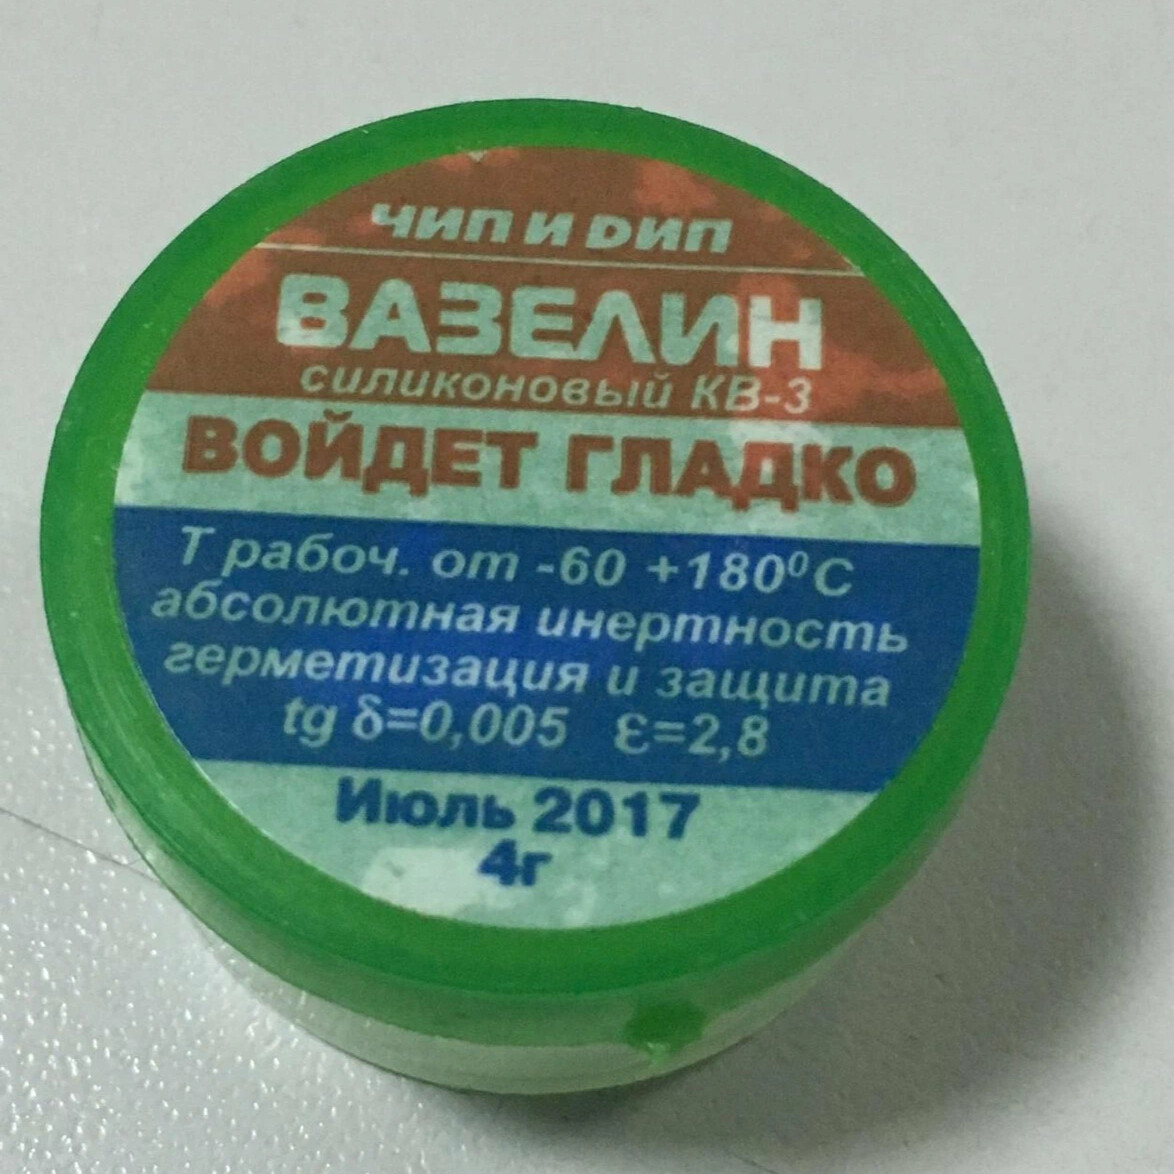 ЧИП И DИП
ВАЗЕЛИН
силиконовый КВ-3
ВОЙДЕТ ГЛАДКО
Т рабоч. от -60 +180⁰С
абсолютная инертность
герметизация и защита
tg δ=0,005 ε=2,8
Июль 2017
4г